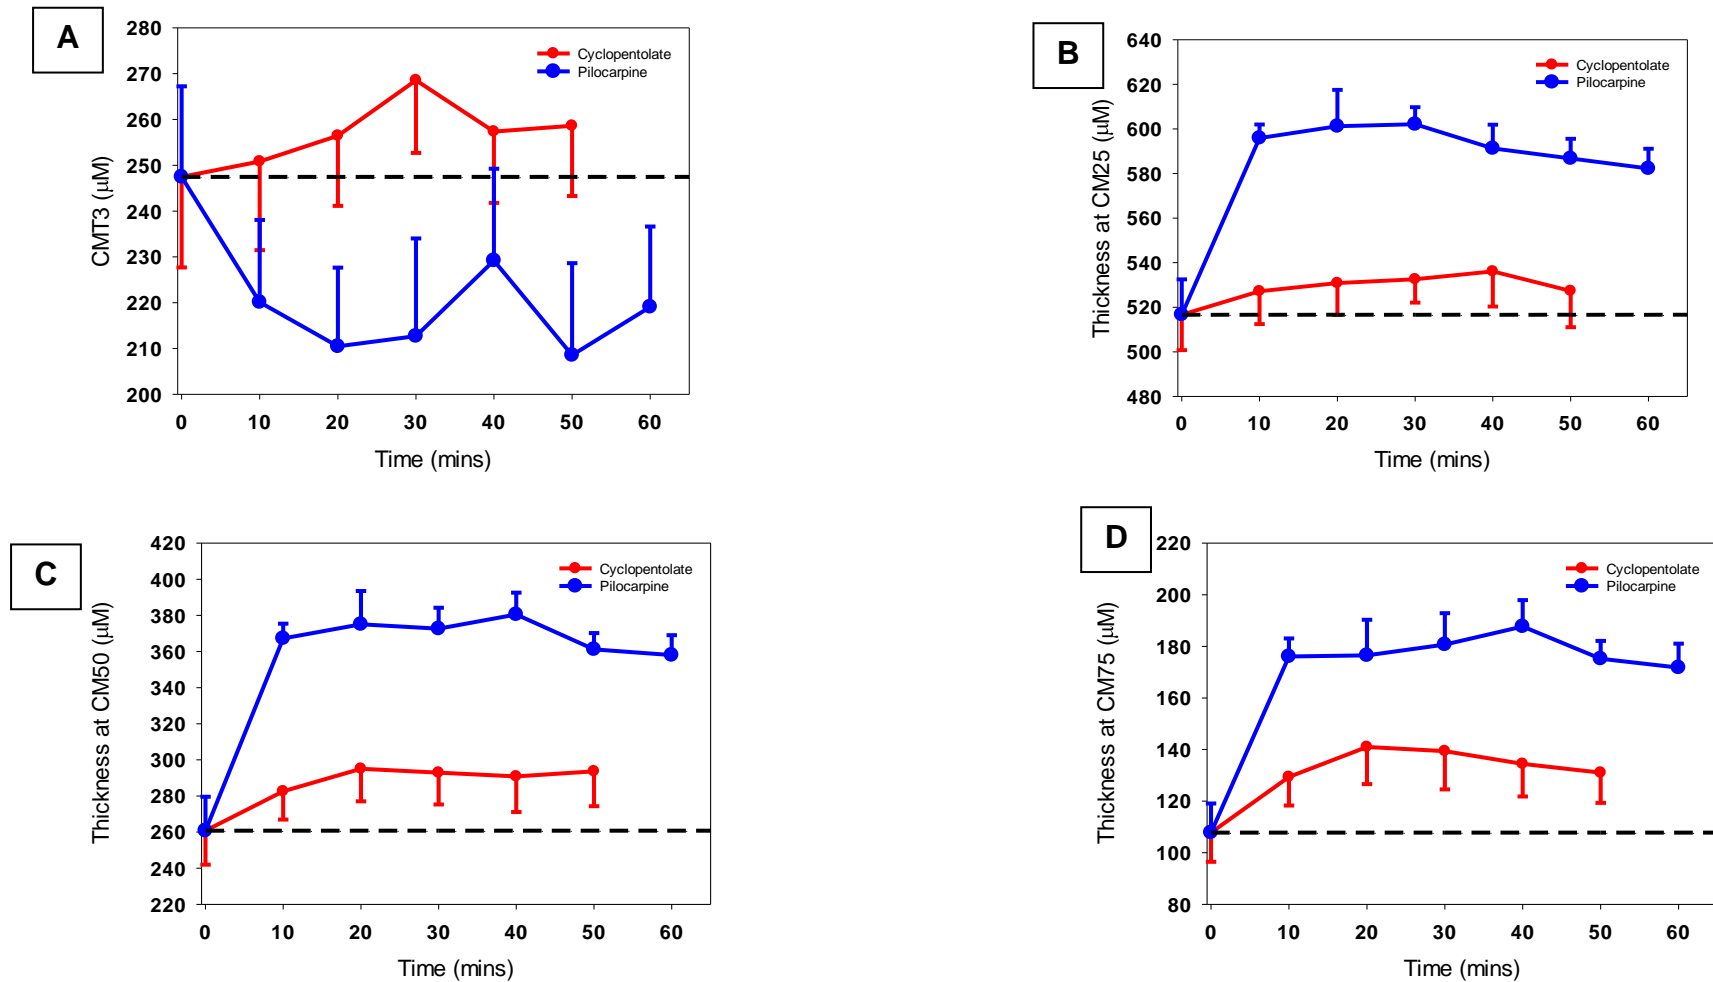 A
280
270
260
250
240
230
220
210
200
CMT3 (μM)
Cyclopentolate
Pilocarpine
0 10 20 30 40 50 60
Time (mins)
B
640
620
600
580
560
540
520
500
480
Thickness at CM25 (μM)
Cyclopentolate
Pilocarpine
0 10 20 30 40 50 60
Time (mins)
C
420
400
380
360
340
320
300
280
260
240
220
Thickness at CM50 (μM)
Cyclopentolate
Pilocarpine
0 10 20 30 40 50 60
Time (mins)
D
220
200
180
160
140
120
100
80
Thickness at CM75 (μM)
Cyclopentolate
Pilocarpine
0 10 20 30 40 50 60
Time (mins)